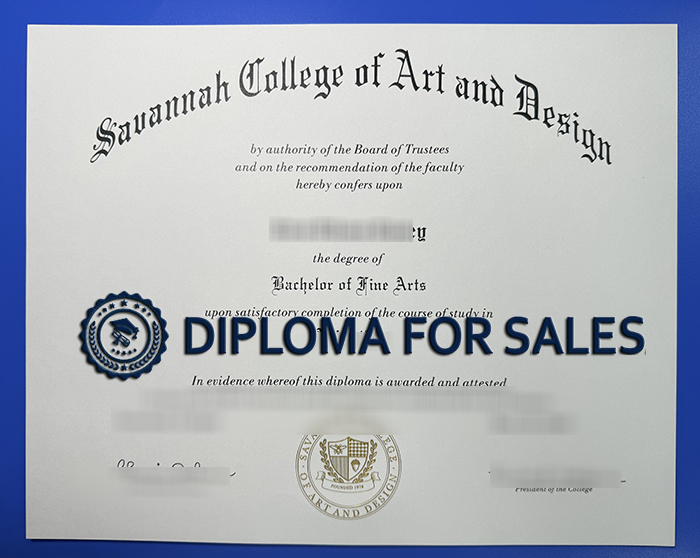 Savannah College of Art and Design
by authority of the Board of Trustees
and on the recommendation of the faculty
hereby confers upon
ey
the degree of
Bachelor of Fine Arts
upon satisfactory completion of the course of study in
DIPLOMA FOR SALES
In evidence whereof this diploma is awarded and attested
SAVA LEGE
OF ART AND DESIGN
FOUNDED 1978
President of the College